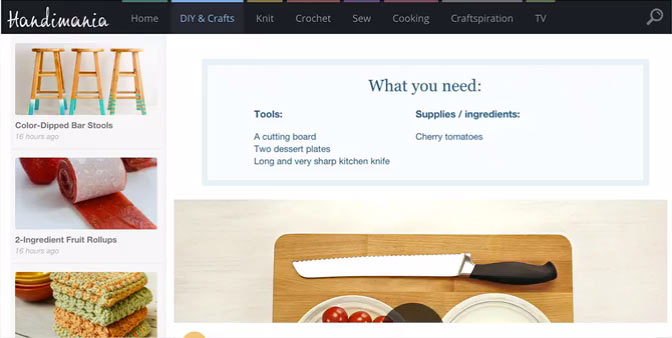 Handimania
Home DIY & Crafts Knit Crochet Sew Cooking Craftspiration TV
Color-Dipped Bar Stools
16 hours ago
2-Ingredient Fruit Rollups
16 hours ago
What you need:
Tools:
A cutting board
Two dessert plates
Long and very sharp kitchen knife
Supplies / ingredients:
Cherry tomatoes